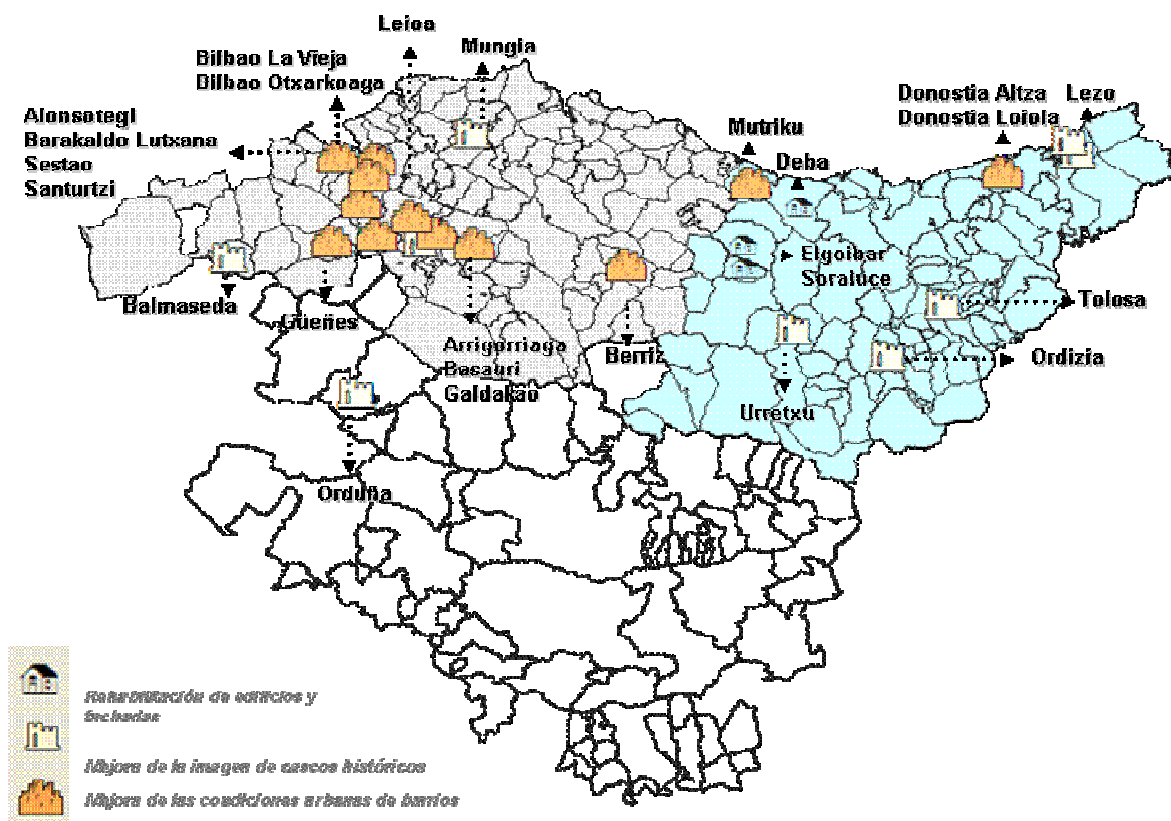 Leioa
Mungia
Bilbao La Vieja
Bilbao Otxarkoaga
Alonsotegi
Barakaldo Lutxana
Sestao
Santurtzi
Donostia Altza
Donostia Loiola
Lezo
Mutriku
Deba
Elgoibar
Soraluce
Balmaseda
Güeñes
Tolosa
Arrigorriaga
Basauri
Galdakao
Berriz
Ordizia
Urretxu
Orduña
Rehabilitación de edificios y
fachadas
Mejora de la imagen de cascos históricos
Mejora de las condiciones urbanas de barrios